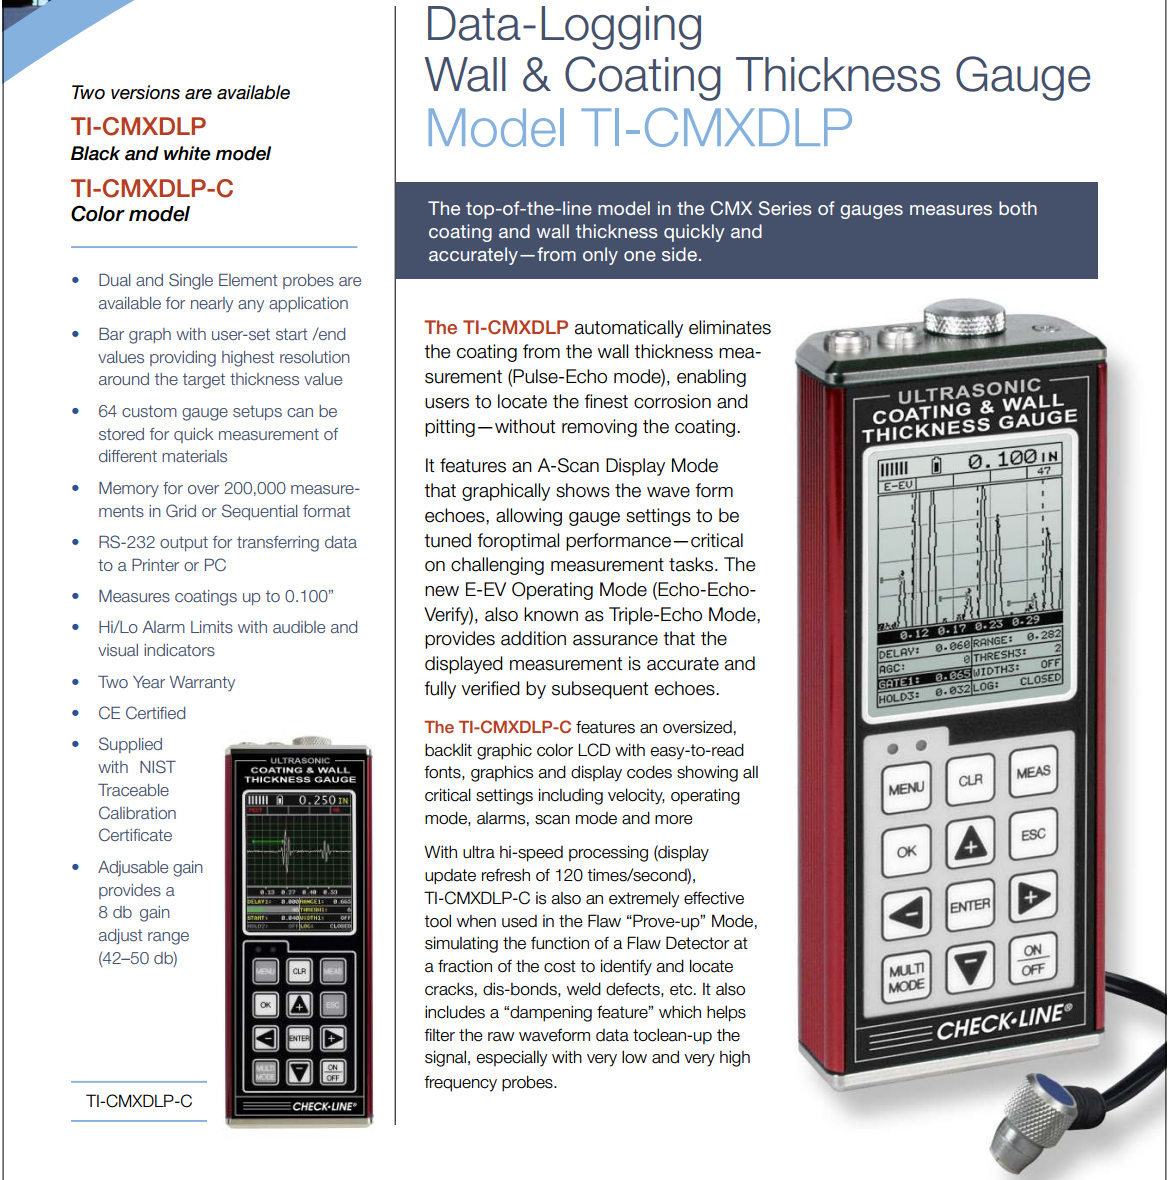 Data-Logging
Wall & Coating Thickness Gauge
Model TI-CMXDLP
The top-of-the-line model in the CMX Series of gauges measures both
coating and wall thickness quickly and
accurately—from only one side.
Two versions are available
TI-CMXDLP
Black and white model
TI-CMXDLP-C
Color model
• Dual and Single Element probes are
available for nearly any application
• Bar graph with user-set start /end
values providing highest resolution
around the target thickness value
• 64 custom gauge setups can be
stored for quick measurement of
different materials
• Memory for over 200,000 measure-
ments in Grid or Sequential format
• RS-232 output for transferring data
to a Printer or PC
• Measures coatings up to 0.100”
• Hi/Lo Alarm Limits with audible and
visual indicators
• Two Year Warranty
• CE Certified
• Supplied
with NIST
Traceable
Calibration
Certificate
• Adjusable gain
provides a
8 db gain
adjust range
(42–50 db)
TI-CMXDLP-C
ULTRASONIC
COATING & WALL
THICKNESS GAUGE
0.250 IN
0.13 0.27 0.40 0.53
DELAY1: 0.000 RANGE1: 0.665
START: 0.040 WIDTH1: OFF
LOG: CLOSED
MENU CLR MEAS
OK ESC
ENTER
MULTI
MODE
ON
OFF
CHECK•LINE®
The TI-CMXDLP automatically eliminates
the coating from the wall thickness mea-
surement (Pulse-Echo mode), enabling
users to locate the finest corrosion and
pitting—without removing the coating.
It features an A-Scan Display Mode
that graphically shows the wave form
echoes, allowing gauge settings to be
tuned foroptimal performance—critical
on challenging measurement tasks. The
new E-EV Operating Mode (Echo-Echo-
Verify), also known as Triple-Echo Mode,
provides addition assurance that the
displayed measurement is accurate and
fully verified by subsequent echoes.
The TI-CMXDLP-C features an oversized,
backlit graphic color LCD with easy-to-read
fonts, graphics and display codes showing all
critical settings including velocity, operating
mode, alarms, scan mode and more
With ultra hi-speed processing (display
update refresh of 120 times/second),
TI-CMXDLP-C is also an extremely effective
tool when used in the Flaw “Prove-up” Mode,
simulating the function of a Flaw Detector at
a fraction of the cost to identify and locate
cracks, dis-bonds, weld defects, etc. It also
includes a “dampening feature” which helps
filter the raw waveform data toclean-up the
signal, especially with very low and very high
frequency probes.
ULTRASONIC
COATING & WALL
THICKNESS GAUGE
0.100 IN
47
E-EV
0.12 0.17 0.23 0.29
DELAY: 0.060 RANGE: 0.282
AGC: 0 THRESH3: 2
GATE1: 0.065 WIDTH3: OFF
HOLD3: 0.032 LOG: CLOSED
MENU CLR MEAS
OK ESC
ENTER
MULTI
MODE
ON
OFF
CHECK•LINE®